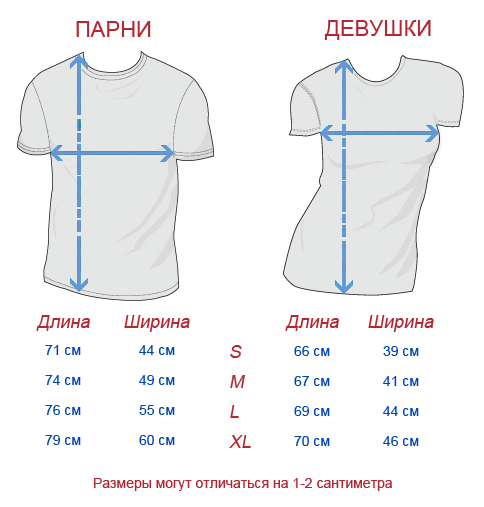 ПАРНИ ДЕВУШКИ
Длина Ширина Длина Ширина
71 см 44 см S 66 см 39 см
74 см 49 см M 67 см 41 см
76 см 55 см L 69 см 44 см
79 см 60 см XL 70 см 46 см
Размеры могут отличаться на 1-2 сантиметра